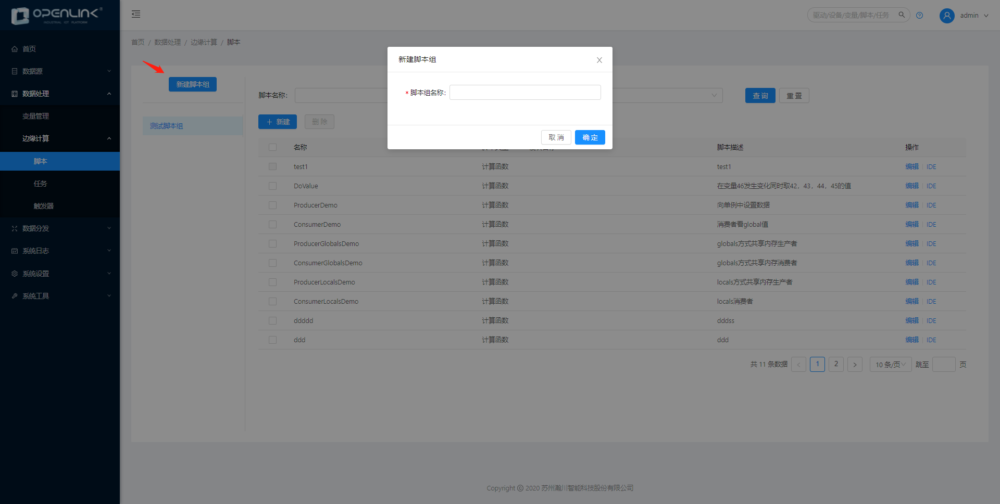 OPENLINK®
INDUSTRIAL IOT PLATFORM
驱动/设备/变量/脚本/任务
admin
首页 / 数据处理 / 边缘计算 / 脚本
首页
数据源
数据处理
变量管理
边缘计算
脚本
任务
触发器
数据分发
系统日志
系统设置
系统工具
新建脚本组
测试脚本组
新建脚本组
* 脚本组名称:
取 消
确 定
脚本名称:
查 询
重 置
新建
删 除
名称 脚本描述 操作
test1 计算函数 test1 编辑 IDE
DoValue 计算函数 在变量46发生变化同时取42，43，44，45的值 编辑 IDE
ProducerDemo 计算函数 向单例中设置数据 编辑 IDE
ConsumerDemo 计算函数 消费者看global值 编辑 IDE
ProducerGlobalsDemo 计算函数 globals方式共享内存生产者 编辑 IDE
ConsumerGlobalsDemo 计算函数 globals方式共享内存消费者 编辑 IDE
ProducerLocalsDemo 计算函数 locals方式共享内存生产者 编辑 IDE
ConsumerLocalsDemo 计算函数 locals消费者 编辑 IDE
ddddd 计算函数 dddss 编辑 IDE
ddd 计算函数 ddd 编辑 IDE
共 11 条数据 < 1 2 > 10 条/页 跳至 页
Copyright © 2020 苏州瀚川智能科技股份有限公司